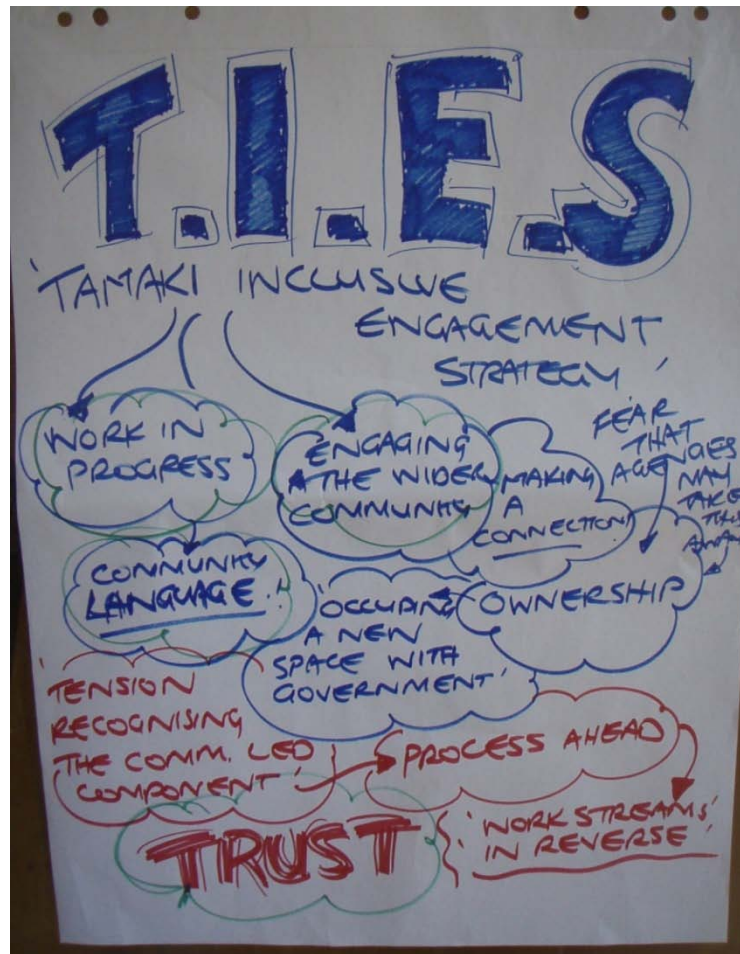 T.I.E.S
'TAMAKI INCLUSIVE
ENGAGEMENT
STRATEGY'
WORK IN
PROGRESS
ENGAGING
THE WIDER
COMMUNITY
MAKING
A
CONNECTION
FEAR
THAT
AGENCIES
MAY
TAKE
THIS
AWAY
COMMUNITY
LANGUAGE!!
OWNERSHIP
'OCCUPYING
A NEW
SPACE WITH
GOVERNMENT'
'TENSION
RECOGNISING
THE COMM. LED
COMPONENT'
PROCESS AHEAD
'WORK STREAMS'
IN REVERSE'
TRUST